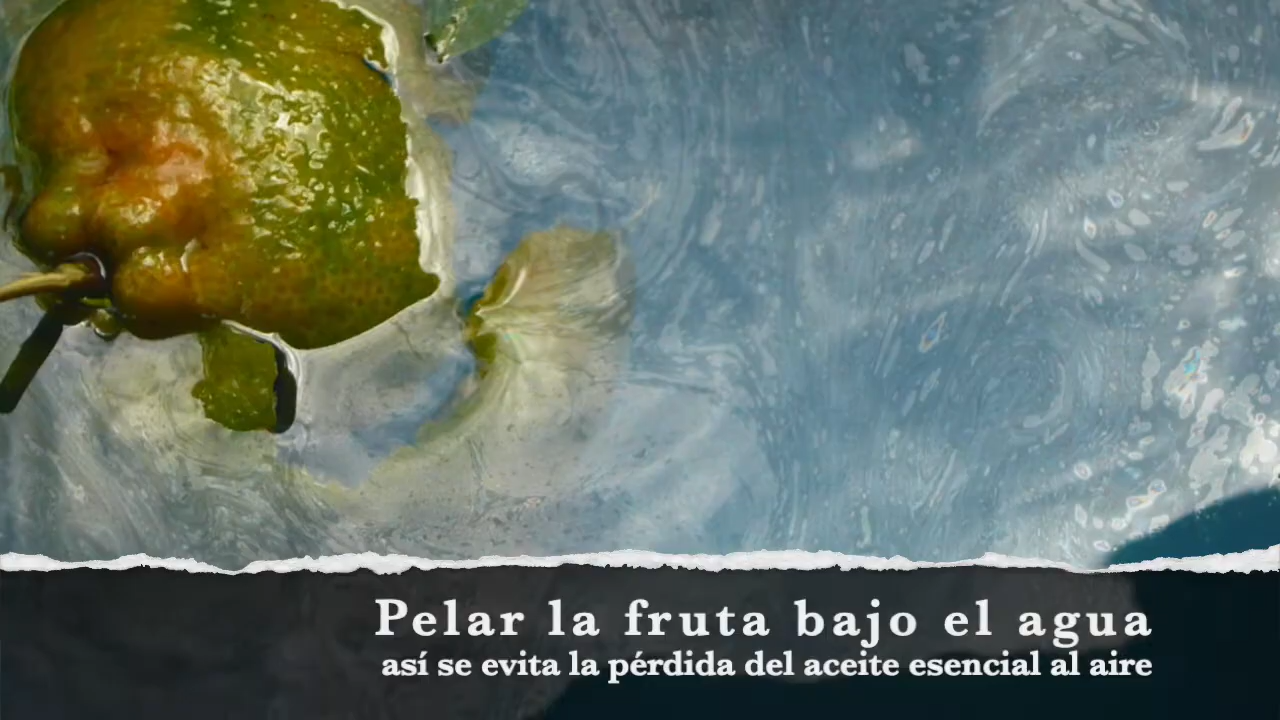 Pelar la fruta bajo el agua
así se evita la pérdida del aceite esencial al aire